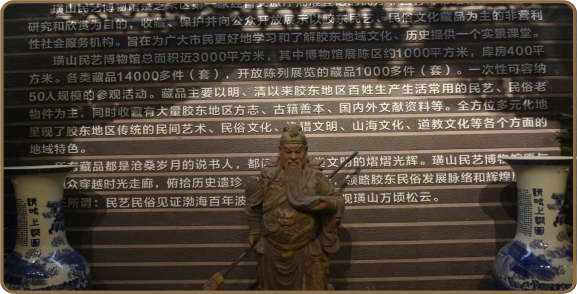 璜山民艺博物馆是
研究和欣赏为目的，收藏、保护并向公众开放展示以胶东民艺、民俗文化藏品为主的非营利
性社会服务机构。旨在为广大市民更好地学习和了解胶东地域文化、历史提供一个实景课堂。
璜山民艺博物馆总面积近3000平方米，其中博物馆展陈区约1000平方米，库房400平
方米。各类藏品14000多件（套），开放陈列展览的藏品1000多件（套）。一次性可容纳
50人规模的参观活动。藏品主要以明、清以来胶东地区百姓生产生活常用的民艺、民俗老
物件为主，同时收藏有大量胶东地区方志、古籍善本、国内外文献资料等。全方位多元化地
呈现了胶东地区传统的民间艺术、民俗文化、渔猎文明、山海文化、道教文化等各个方面的
地域特色。
所有藏品都是沧桑岁月的说书人，都 文明的熠熠光辉。璜山民艺博物馆
众穿越时光走廊，俯拾历史遗珍 领略胶东民俗发展脉络和辉煌
所谓：民艺民俗见证渤海百年波 观璜山万顷松云。